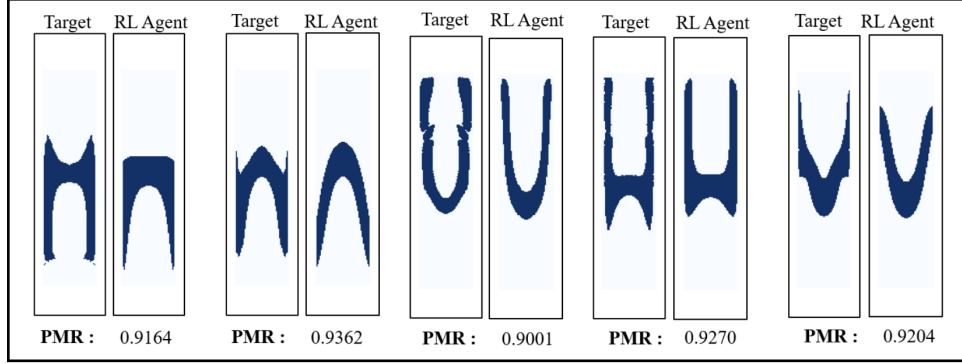 Target RL Agent Target RL Agent Target RL Agent Target RL Agent Target RL Agent
PMR : 0.9164 PMR : 0.9362 PMR : 0.9001 PMR : 0.9270 PMR : 0.9204